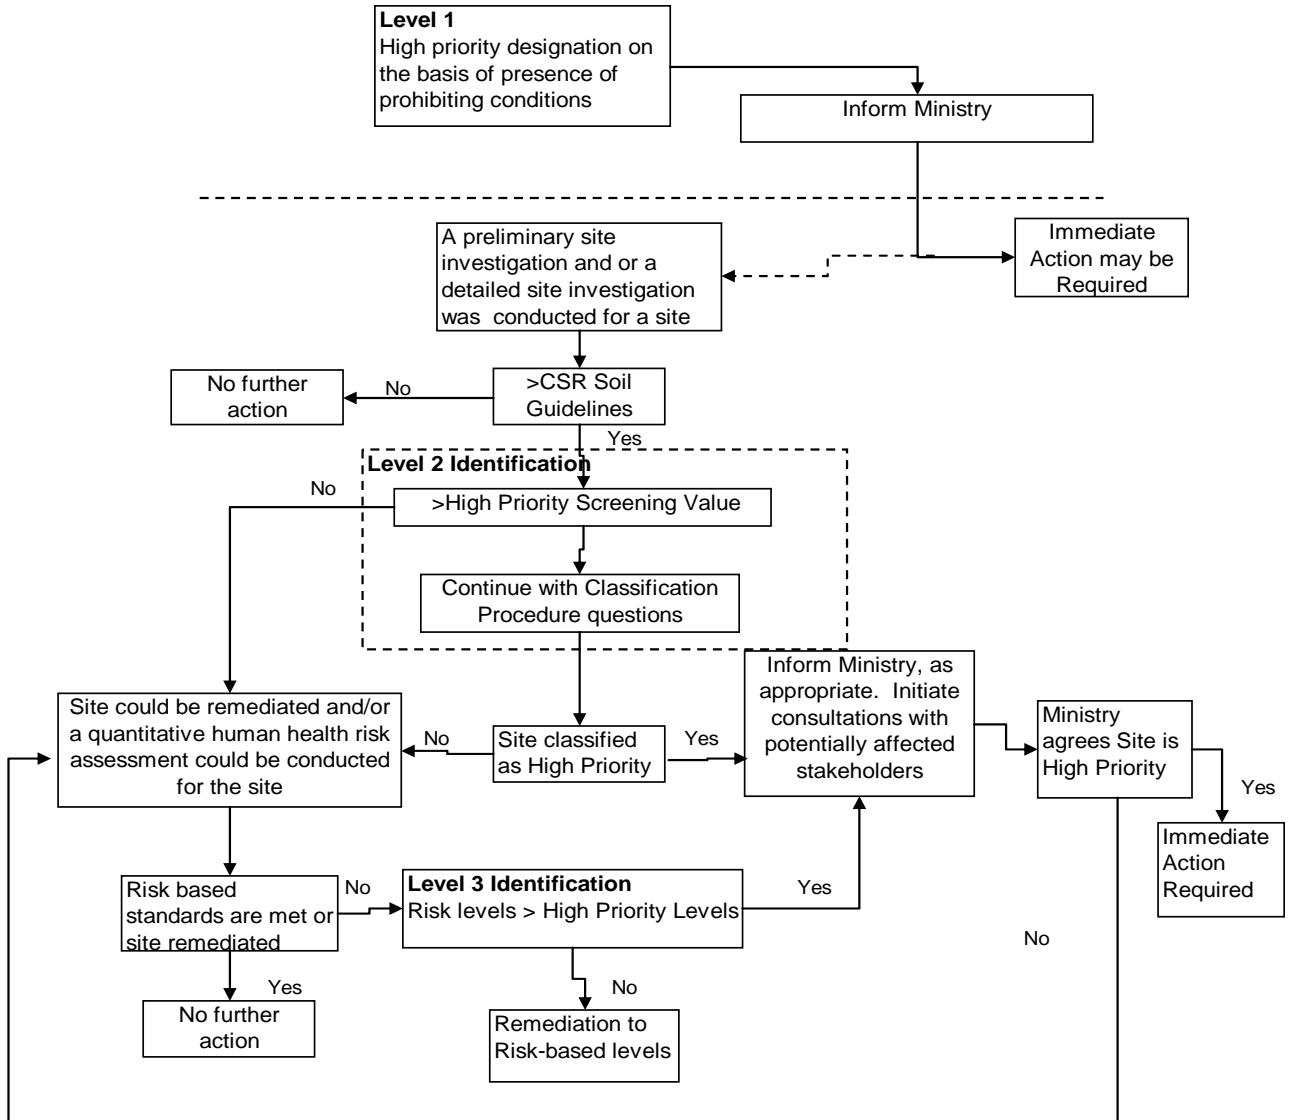 Level 1
High priority designation on
the basis of presence of
prohibiting conditions
Inform Ministry
A preliminary site
investigation and or a
detailed site investigation
was conducted for a site
Immediate
Action may be
Required
No further
action
No
>CSR Soil
Guidelines
Yes
Level 2 Identification
No
>High Priority Screening Value
Continue with Classification
Procedure questions
Site could be remediated and/or
a quantitative human health risk
assessment could be conducted
for the site
No
Site classified
as High Priority
Yes
Inform Ministry, as
appropriate. Initiate
consultations with
potentially affected
stakeholders
Ministry
agrees Site is
High Priority
Yes
Immediate
Action
Required
Risk based
standards are met or
site remediated
No
Level 3 Identification
Risk levels > High Priority Levels
Yes
No
Yes
No further
action
No
Remediation to
Risk-based levels